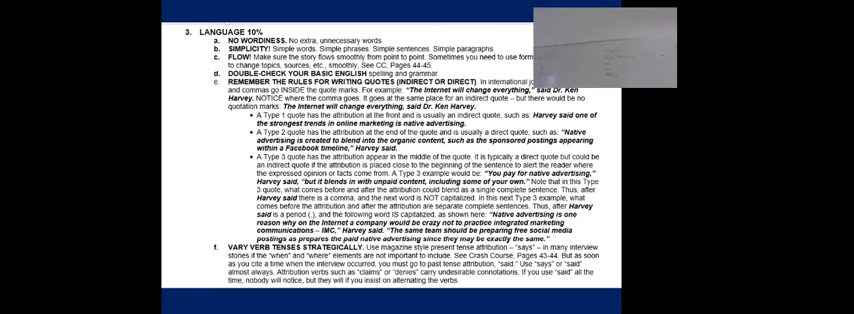 3. LANGUAGE 10%
a. NO WORDINESS. No extra, unnecessary words.
b. SIMPLICITY! Simple words. Simple phrases. Simple sentences. Simple paragraphs.
c. FLOW! Make sure the story flows smoothly from point to point. Sometimes you need to use
to change topics, sources, etc., smoothly, See CC, Pages 44-45.
d. DOUBLE-CHECK YOUR BASIC ENGLISH spelling and grammar.
e. REMEMBER THE RULES FOR WRITING QUOTES (INDIRECT OR DIRECT). In international
and commas go INSIDE the quote marks. For example: "The Internet will change everything," said Dr. Ken
Harvey. NOTICE where the comma goes. It goes at the same place for an indirect quote – but there would be no
quotation marks: The Internet will change everything, said Dr. Ken Harvey.
• A Type 1 quote has the attribution at the front and is usually an indirect quote, such as: Harvey said one of
the strongest trends in online marketing is native advertising.
• A Type 2 quote has the attribution at the end of the quote and is usually a direct quote, such as: "Native
advertising is created to blend into the organic content, such as the sponsored postings appearing
within a Facebook timeline," Harvey said.
• A Type 3 quote has the attribution appear in the middle of the quote. It is typically a direct quote but could be
an indirect quote if the attribution is placed close to the beginning of the sentence to alert the reader where
the expressed opinion or facts come from. A Type 3 example would be: "You pay for native advertising,"
Harvey said, "but it blends in with unpaid content, including some of your own." Note that in this Type
3 quote, what comes before and after the attribution could blend as a single complete sentence. Thus, after
Harvey said there is a comma, and the next word is NOT capitalized. In this next Type 3 example, what
comes before the attribution and after the attribution are separate complete sentences. Thus, after Harvey
said is a period (.), and the following word IS capitalized, as shown here: "Native advertising is one
reason why on the Internet a company would be crazy not to practice integrated marketing
communications – IMC," Harvey said. "The same team should be preparing free social media
postings as prepares the paid native advertising since they may be exactly the same."
f. VARY VERB TENSES STRATEGICALLY. Use magazine style present tense attribution – "says" – in many interview
stories if the "when" and "where" elements are not important to include. See Crash Course, Pages 43-44. But as soon
as you cite a time when the interview occurred, you must go to past tense attribution, "said." Use "says" or "said"
almost always. Attribution verbs such as "claims" or "denies" carry undesirable connotations. If you use "said" all the
time, nobody will notice, but they will if you insist on alternating the verbs.